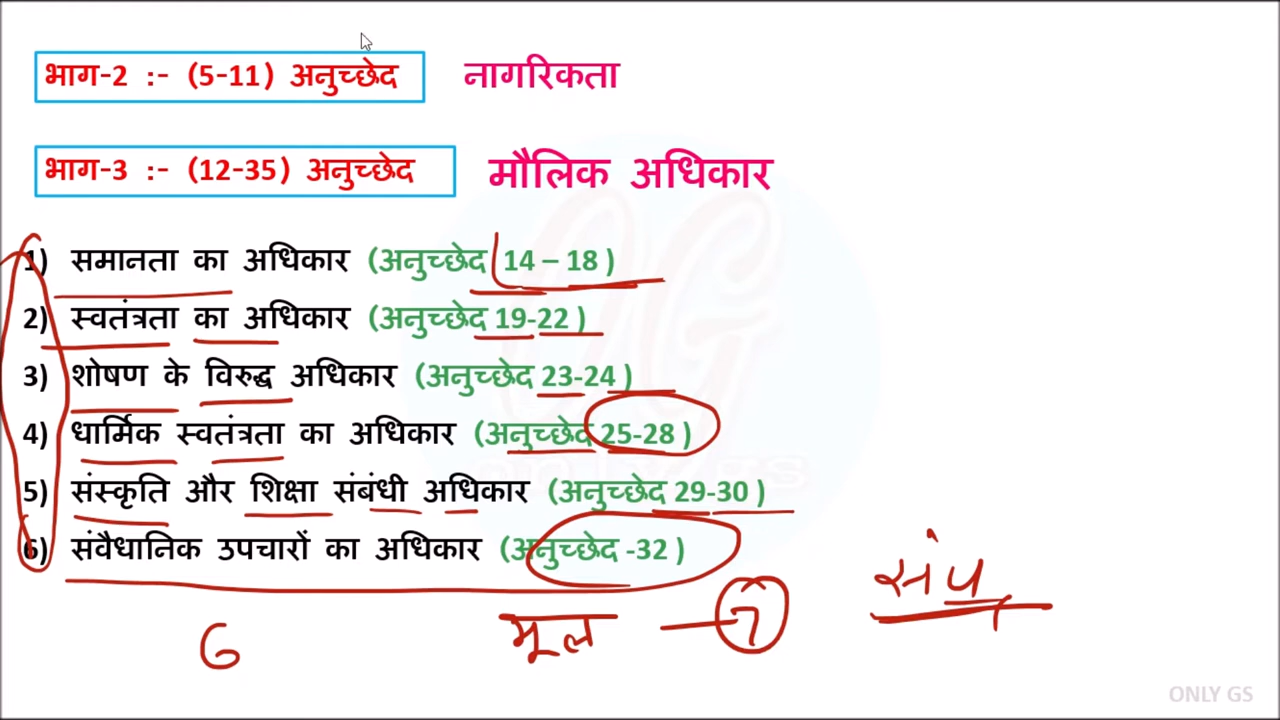 भाग-2 :- (5-11) अनुच्छेद नागरिकता
भाग-3 :- (12-35) अनुच्छेद मौलिक अधिकार
1) समानता का अधिकार (अनुच्छेद 14 – 18 )
2) स्वतंत्रता का अधिकार (अनुच्छेद 19-22 )
3) शोषण के विरुद्ध अधिकार (अनुच्छेद 23-24 )
4) धार्मिक स्वतंत्रता का अधिकार (अनुच्छेद 25-28 )
5) संस्कृति और शिक्षा संबंधी अधिकार (अनुच्छेद 29-30 )
6) संवैधानिक उपचारों का अधिकार (अनुच्छेद -32 )
संप
6 मूल — 7
ONLY GS